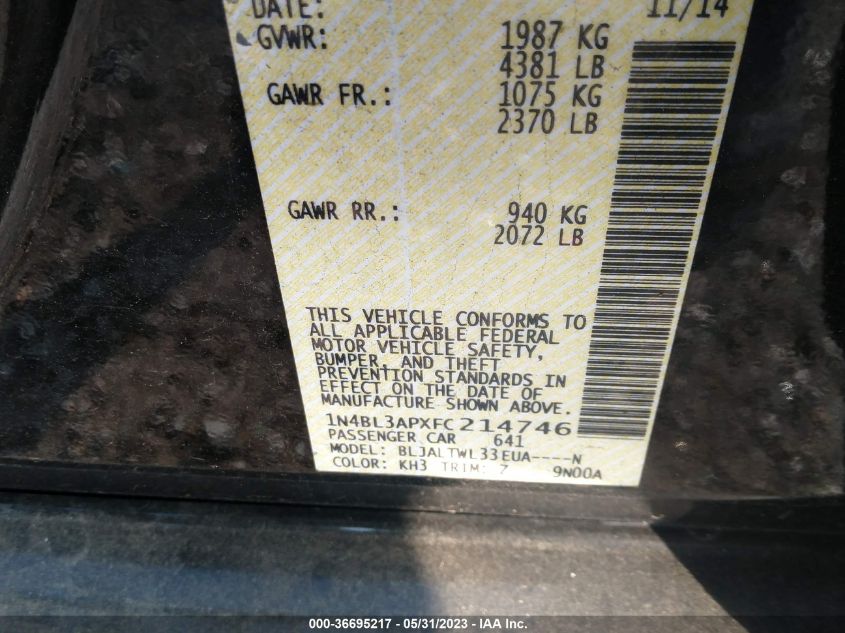 DATE: 11/14
GVWR: 1987 KG
4381 LB
GAWR FR.: 1075 KG
2370 LB
GAWR RR.: 940 KG
2072 LB
THIS VEHICLE CONFORMS TO
ALL APPLICABLE FEDERAL
MOTOR VEHICLE SAFETY,
BUMPER, AND THEFT
PREVENTION STANDARDS IN
EFFECT ON THE DATE OF
MANUFACTURE SHOWN ABOVE.
1N4BL3APXFC214746
PASSENGER CAR 641
MODEL: BLJALTWL33EUA----N
COLOR: KH3 TRIM: Z 9N00A
000-36695217 - 05/31/2023 - IAA Inc.